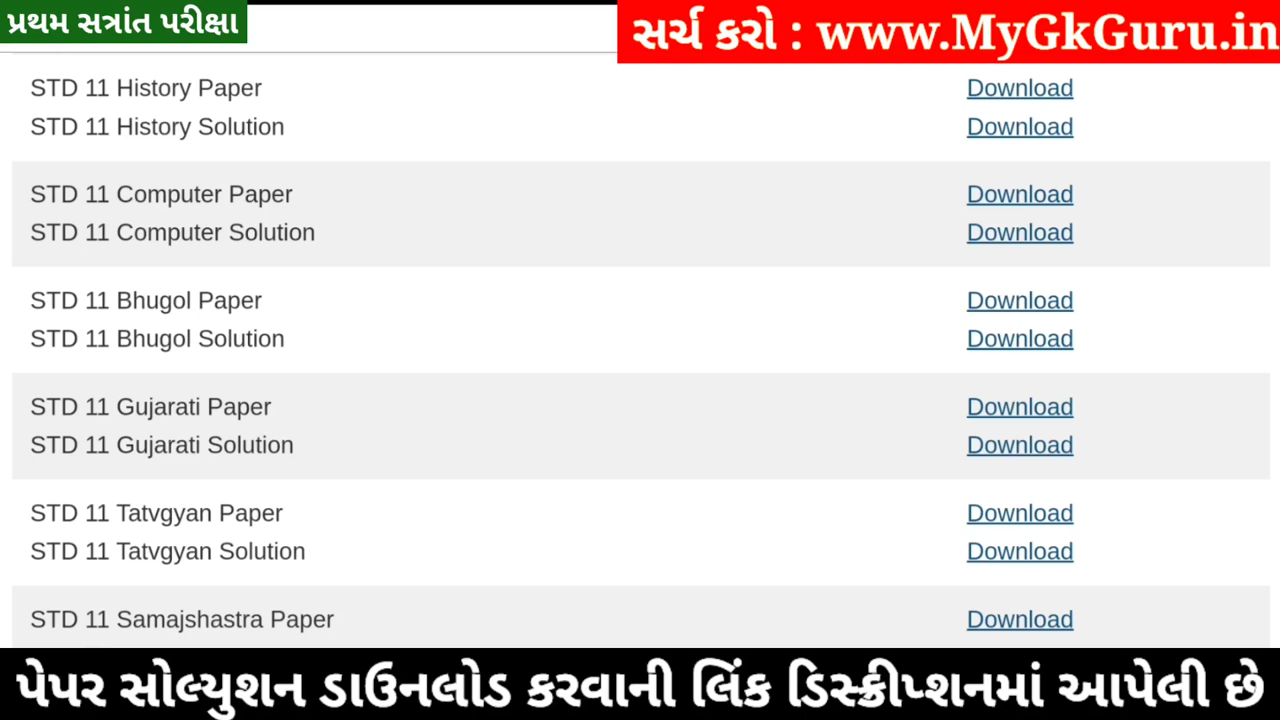 પ્રથમ સત્રાંત પરીક્ષા
સર્ચ કરો : www.MyGkGuru.in
STD 11 History Paper Download
STD 11 History Solution Download
STD 11 Computer Paper Download
STD 11 Computer Solution Download
STD 11 Bhugol Paper Download
STD 11 Bhugol Solution Download
STD 11 Gujarati Paper Download
STD 11 Gujarati Solution Download
STD 11 Tatvgyan Paper Download
STD 11 Tatvgyan Solution Download
STD 11 Samajshastra Paper Download
પેપર સોલ્યુશન ડાઉનલોડ કરવાની લિંક ડિસ્ક્રીપ્શનમાં આપેલી છે